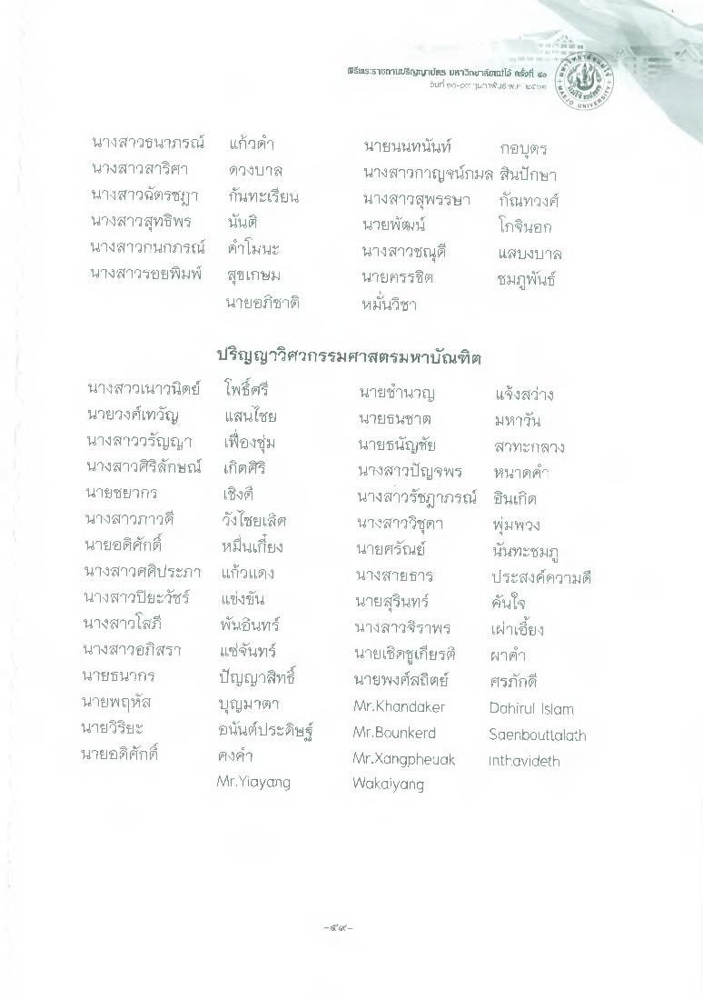 พิธีพระราชทานปริญญาบัตร มหาวิทยาลัยแม่โจ้ ครั้งที่ ๔๐
กุมภาพันธ์ พ.ศ. ๒๕๖๑
มหาวิทยาลัยแม่โจ้
MAEJO UNIVERSITY
นางสาวธนาภรณ์ แก้วดำ นายนนทนันท์ กอบุตร
นางสาวสาริศา ดวงบาล นางสาวกาญจน์กมล สินปักษา
นางสาวฉัตรชฎา กันทะเรียน นางสาวสุพรรษา กัณทวงศ์
นางสาวสุทธิพร นันติ นายพัฒน์ โกจินอก
นางสาวกนกภรณ์ คำโมนะ นางสาวชณุดี แสบงบาล
นางสาวรอยพิมพ์ สุขเกษม นายครรชิต ชมภูพันธ์
นายอภิชาติ หมั่นวิชา
ปริญญาวิศวกรรมศาสตรมหาบัณฑิต
นางสาวเนาวนิตย์ โพธิ์ศรี นายชำนาญ แจ้งสว่าง
นายวงศ์เทวัญ แสนไชย นายธนชาต มหาวัน
นางสาววรัญญา เฟื่องชุ่ม นายธนัญชัย สาทะกลาง
นางสาวศิริลักษณ์ เกิดศิริ นางสาวปัญจพร หนาดคำ
นายชยากร เชิงดี นางสาวรัชฎาภรณ์ อินเกิด
นางสาวภาวดี วังไชยเลิศ นางสาววิชุดา พุ่มพวง
นายอดิศักดิ์ หมื่นเกี๋ยง นายศรัณย์ นันทะชมภู
นางสาวศศิประภา แก้วแดง นางสายธาร ประสงค์ความดี
นางสาวปิยะวัชร์ แข่งขัน นายสุรินทร์ คันใจ
นางสาวโสภี พันอินทร์ นางสาวจิราพร เผ่าเอี้ยง
นางสาวอภิสรา แซ่จันทร์ นายเชิดชูเกียรติ ผาคำ
นายธนากร ปัญญาสิทธิ์ นายพงศ์สถิตย์ ศรภักดี
นายพฤหัส บุญมาตา Mr.Khandaker Dahirul Islam
นายวิริยะ อนันต์ประดิษฐ์ Mr.Bounkerd Saenbouttalath
นายอดิศักดิ์ คงคำ Mr.Xangpheuak Inthavideth
Mr.Yiayang Wakaiyang
-๕๙-